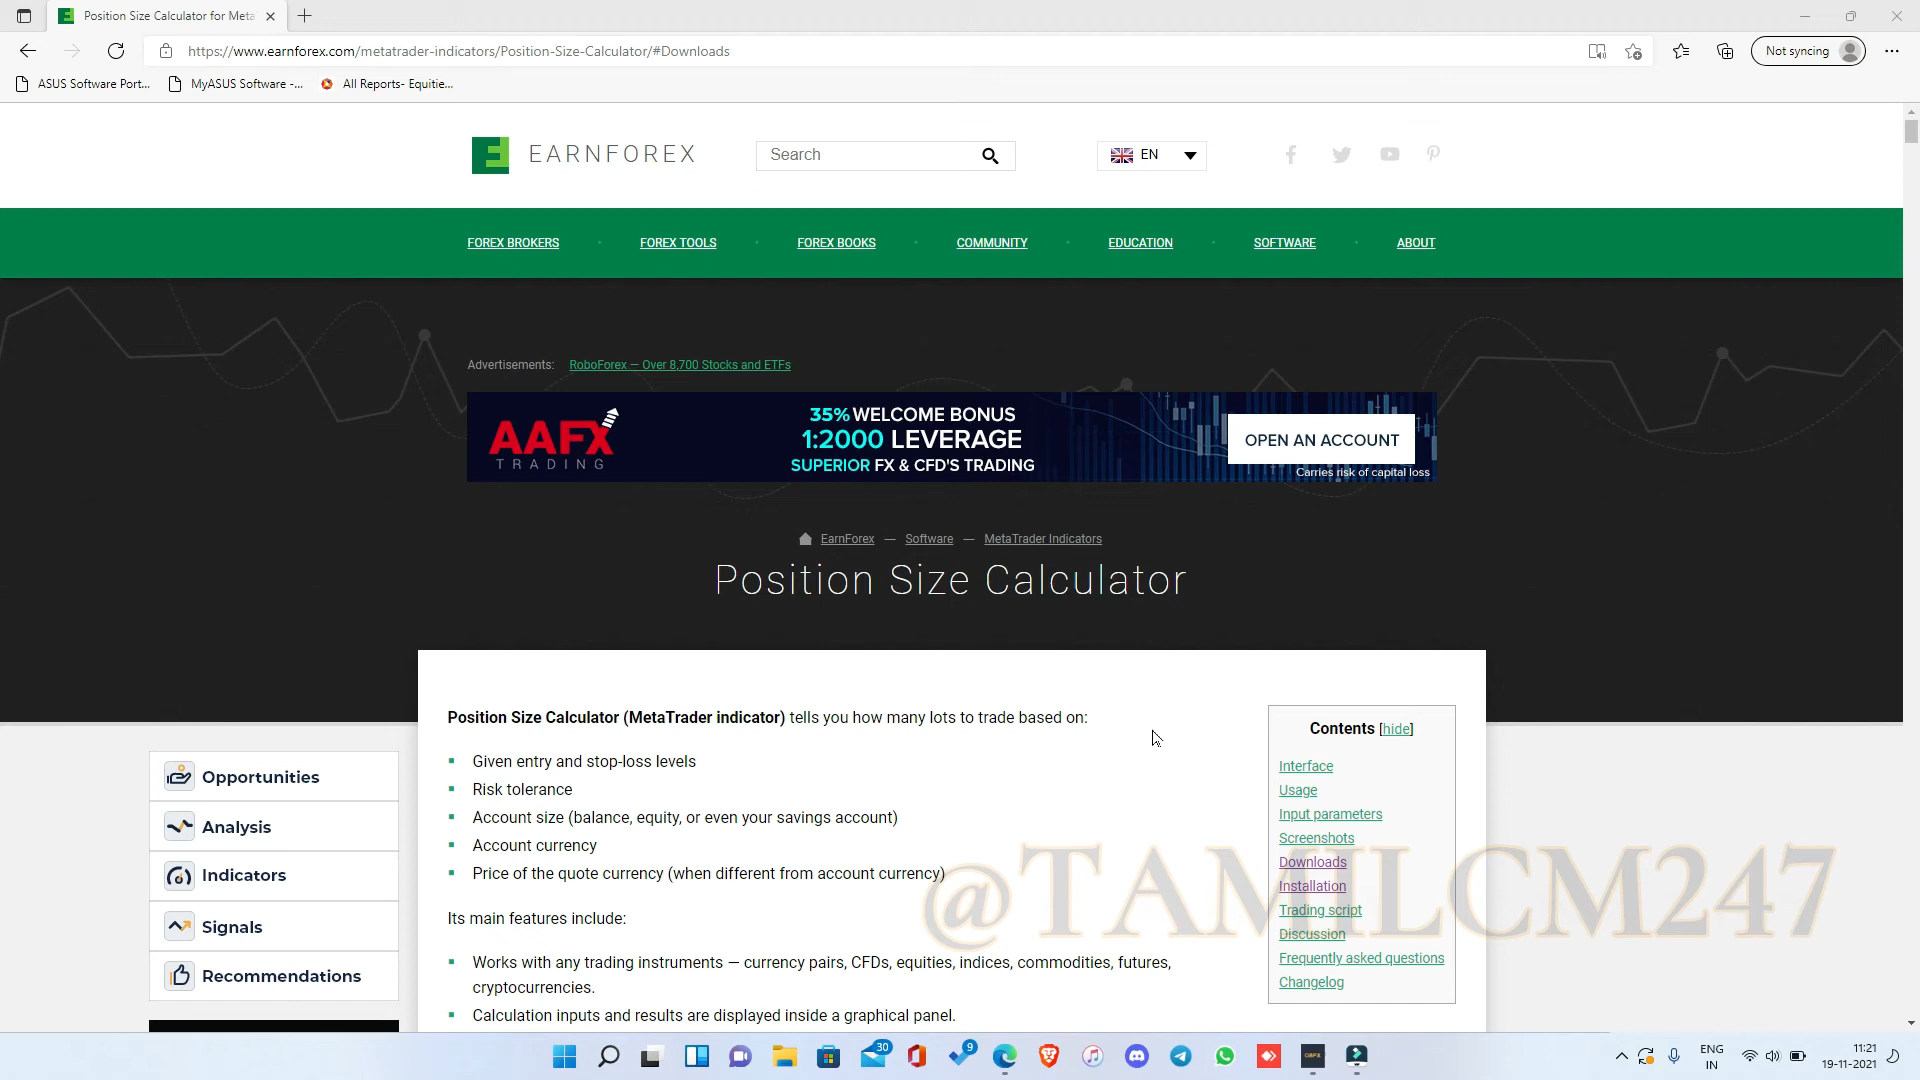 Position Size Calculator for Meta
https://www.earnforex.com/metatrader-indicators/Position-Size-Calculator/#Downloads
Not syncing
ASUS Software Port...
MyASUS Software -...
All Reports- Equitie...
EARNFOREX
Search
EN
FOREX BROKERS
FOREX TOOLS
FOREX BOOKS
COMMUNITY
EDUCATION
SOFTWARE
ABOUT
Advertisements:
RoboForex — Over 8,700 Stocks and ETFs
AAFX
TRADING
35% WELCOME BONUS
1:2000 LEVERAGE
SUPERIOR FX & CFD'S TRADING
OPEN AN ACCOUNT
Carries risk of capital loss
EarnForex — Software — MetaTrader Indicators
Position Size Calculator
Position Size Calculator (MetaTrader indicator) tells you how many lots to trade based on:
Given entry and stop-loss levels
Risk tolerance
Account size (balance, equity, or even your savings account)
Account currency
Price of the quote currency (when different from account currency)
Its main features include:
Works with any trading instruments — currency pairs, CFDs, equities, indices, commodities, futures,
cryptocurrencies.
Calculation inputs and results are displayed inside a graphical panel.
Contents [hide]
Interface
Usage
Input parameters
Screenshots
Downloads
Installation
Trading script
Discussion
Frequently asked questions
Changelog
Opportunities
Analysis
Indicators
Signals
Recommendations
@TAMILCM247
30
9
GBFX
ENG
IN
11:21
19-11-2021